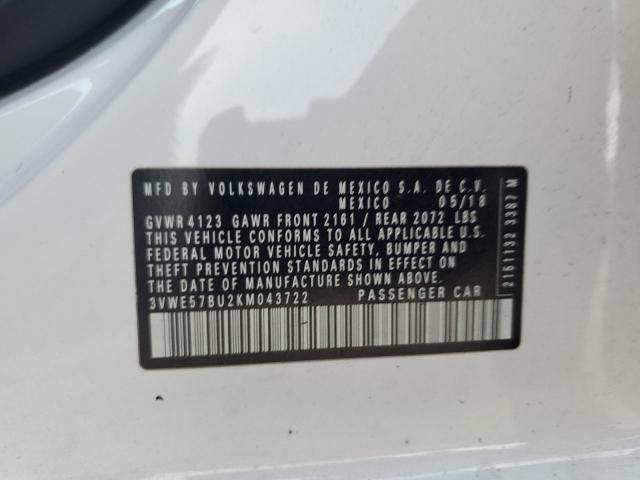 MFD BY VOLKSWAGEN DE MEXICO S.A. DE C.V.
MEXICO 05/18
GVWR 4123 GAWR FRONT 2161 / REAR 2072 LBS
THIS VEHICLE CONFORMS TO ALL APPLICABLE U.S.
FEDERAL MOTOR VEHICLE SAFETY, BUMPER AND
THEFT PREVENTION STANDARDS IN EFFECT ON THE
DATE OF MANUFACTURE SHOWN ABOVE.
3VWE57BU2KM043722 PASSENGER CAR
2151132 3387 M